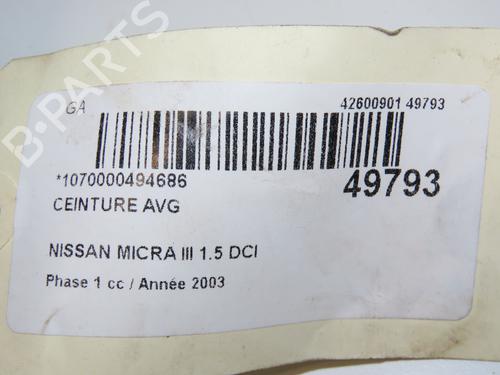 B-PARTS
GA
42600901 49793
*1070000494686
49793
CEINTURE AVG
NISSAN MICRA III 1.5 DCI
Phase 1 cc / Année 2003